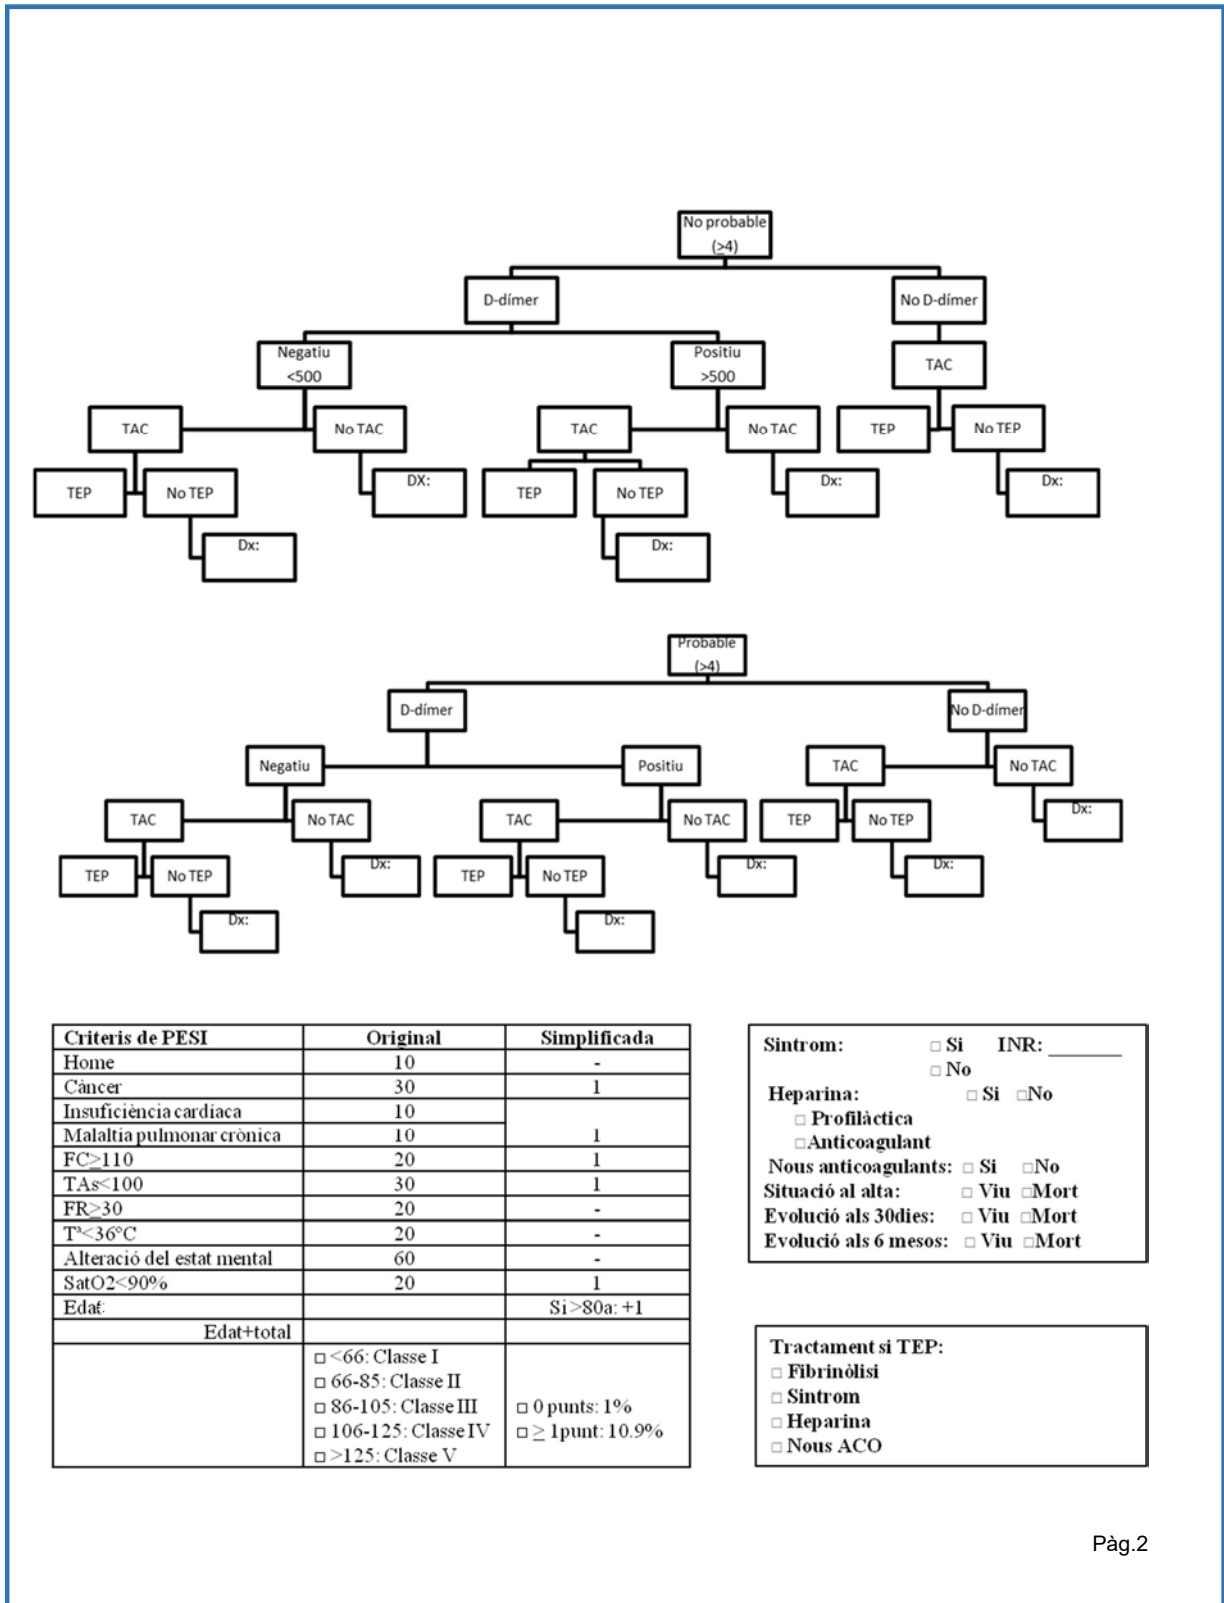 No probable
(≥4)
D-dímer
No D-dímer
Negatiu
<500
Positiu
>500
TAC
TAC
No TAC
TAC
No TAC
TEP
No TEP
TEP
No TEP
DX:
TEP
No TEP
Dx:
Dx:
Dx:
Dx:
Probable
(>4)
D-dímer
No D-dímer
Negatiu
Positiu
TAC
No TAC
TAC
No TAC
TAC
No TAC
TEP
No TEP
Dx:
TEP
No TEP
Dx:
TEP
No TEP
Dx:
Dx:
Dx:
Dx:
Criteris de PESI Original Simplificada
Home 10 -
Càncer 30 1
Insuficiència cardíaca 10
Malaltia pulmonar crònica 10 1
FC≥110 20 1
TAs<100 30 1
FR≥30 20 -
Tª<36ºC 20 -
Alteració del estat mental 60 -
SatO2<90% 20 1
Edat: Si>80a: +1
Edat+total
□ <66: Classe I
□ 66-85: Classe II
□ 86-105: Classe III □ 0 punts: 1%
□ 106-125: Classe IV □ ≥ 1punt: 10.9%
□ >125: Classe V
Sintrom: □ Si INR: _______
□ No
Heparina: □ Si □No
□ Profilàctica
□Anticoagulant
Nous anticoagulants: □ Si □No
Situació al alta: □ Viu □Mort
Evolució als 30dies: □ Viu □Mort
Evolució als 6 mesos: □ Viu □Mort
Tractament si TEP:
□ Fibrinòlisi
□ Sintrom
□ Heparina
□ Nous ACO
Pàg.2